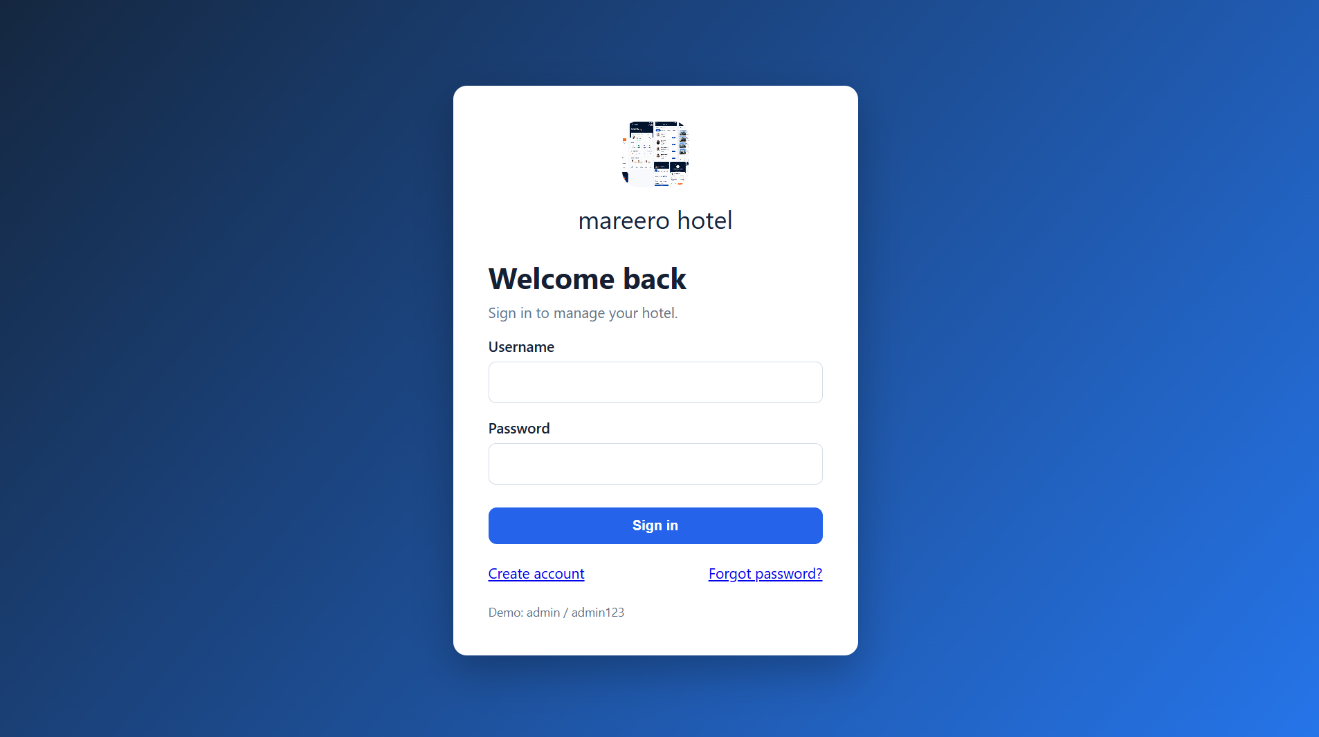 mareero hotel
Welcome back
Sign in to manage your hotel.
Username
Password
Sign in
Create account
Forgot password?
Demo: admin / admin123